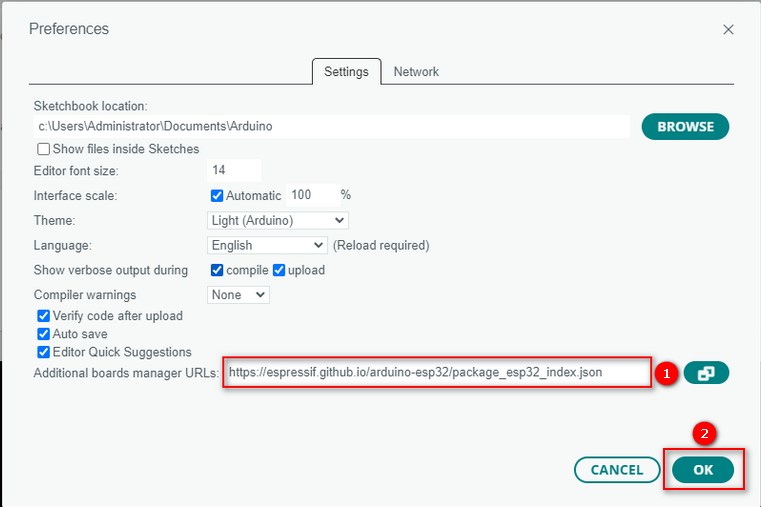 Preferences
Settings Network
Sketchbook location:
c:\Users\Administrator\Documents\Arduino
BROWSE
Show files inside Sketches
Editor font size: 14
Interface scale: Automatic 100 %
Theme: Light (Arduino)
Language: English (Reload required)
Show verbose output during compile upload
Compiler warnings None
Verify code after upload
Auto save
Editor Quick Suggestions
Additional boards manager URLs: https://espressif.github.io/arduino-esp32/package_esp32_index.json 1
2
CANCEL OK